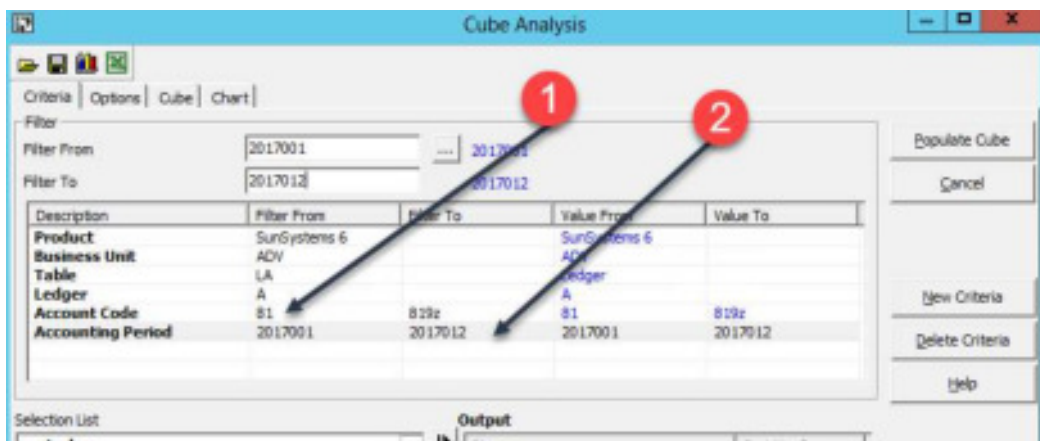 Cube Analysis
Criteria Options Cube Chart
Filter
Filter From 2017001 ... 2017001
Filter To 2017012 2017012
1
2
Populate Cube
Cancel
Description Filter From Filter To Value From Value To
Product SunSystems 6 SunSystems 6
Business Unit ADV ADV
Table LA Ledger
Ledger A A
Account Code 81 819z 81 819z
Accounting Period 2017001 2017012 2017001 2017012
New Criteria
Delete Criteria
Help
Selection List Output